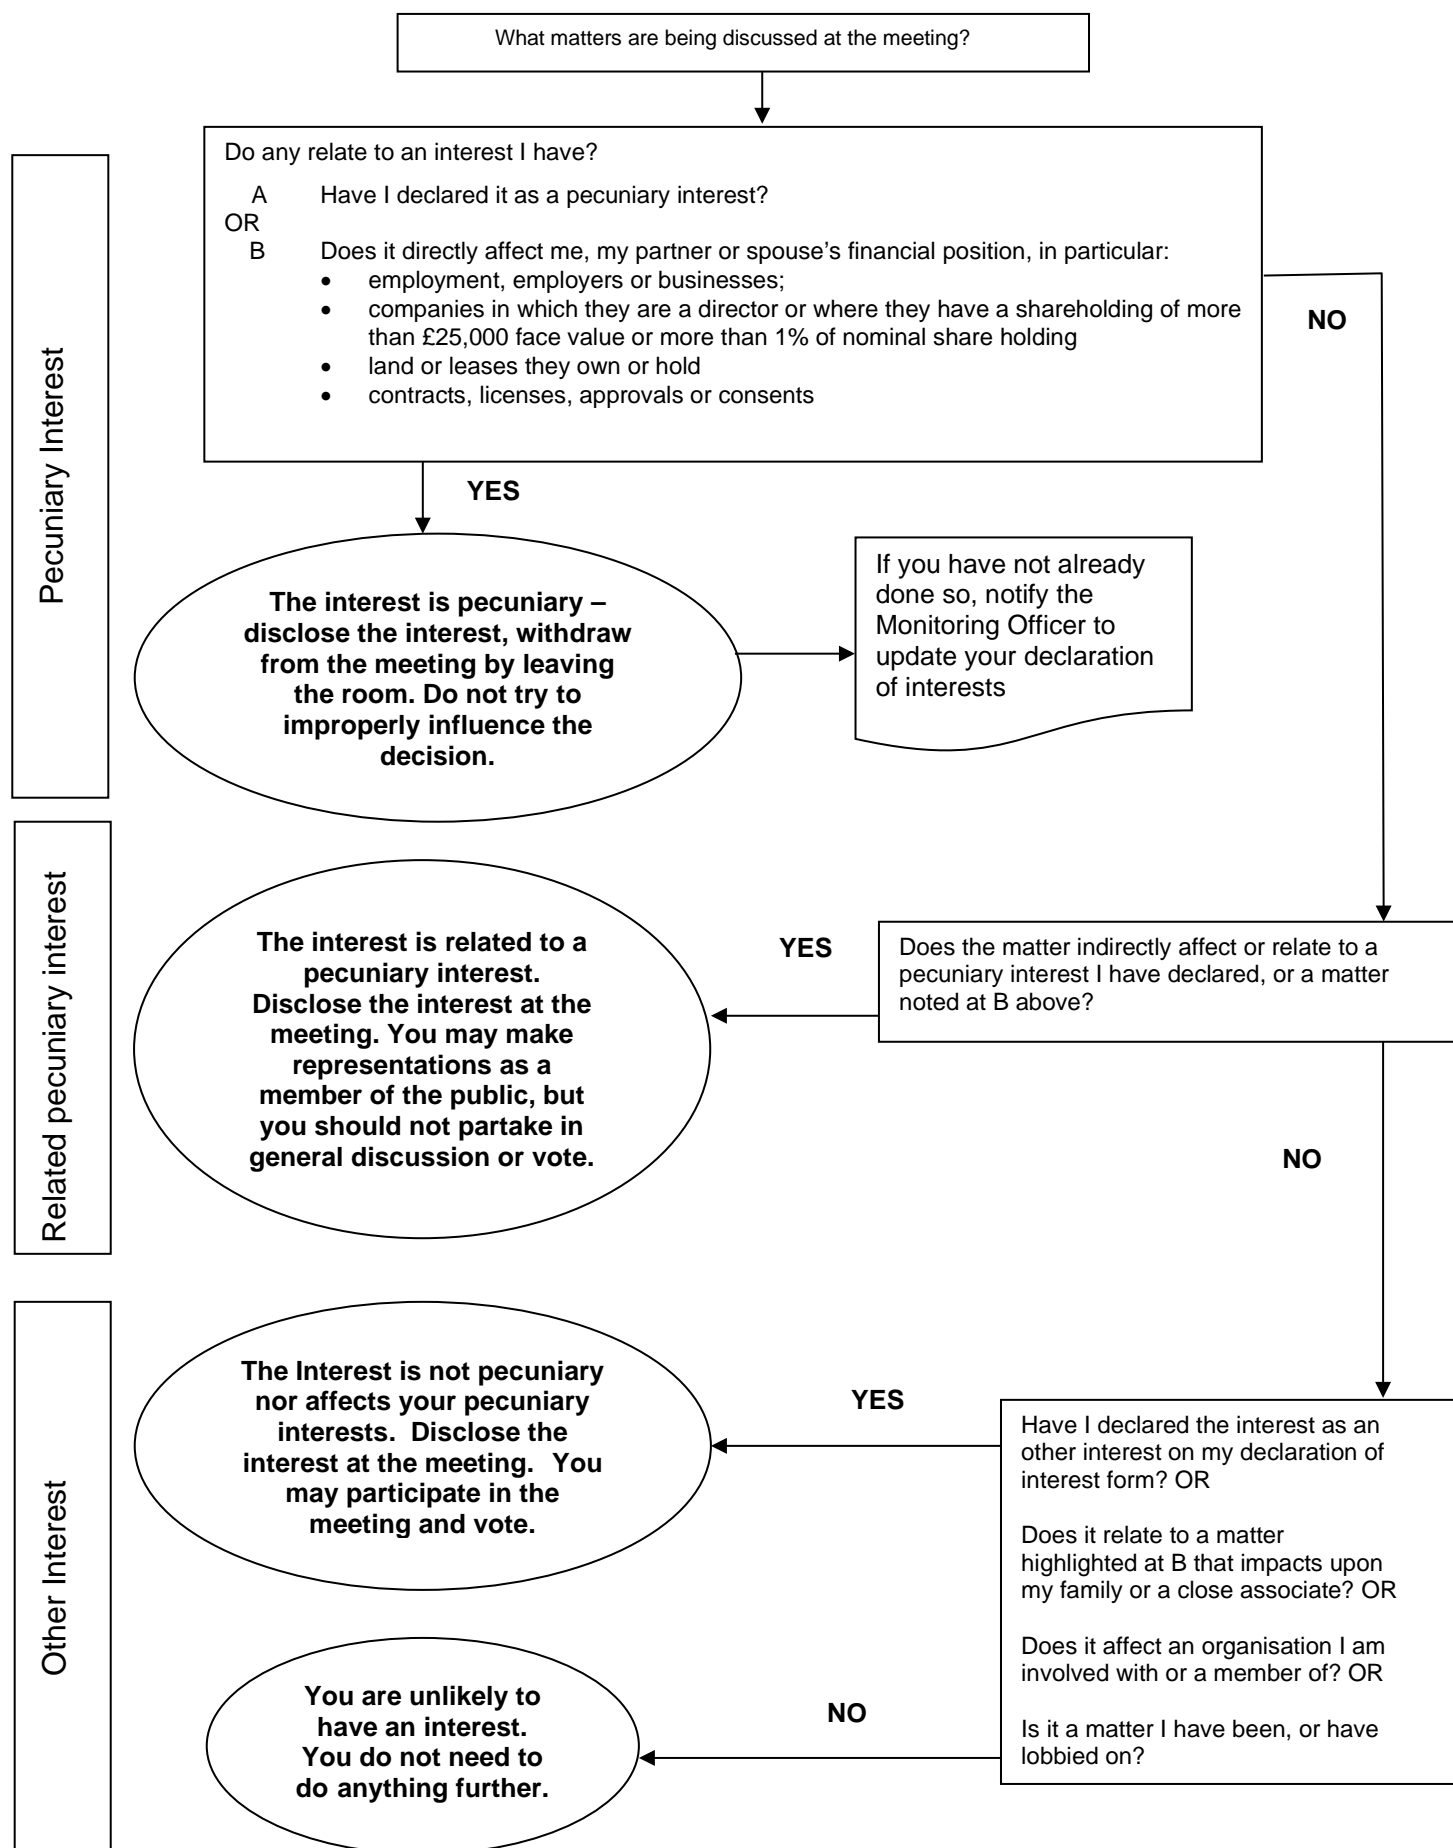 What matters are being discussed at the meeting?
Do any relate to an interest I have?
A Have I declared it as a pecuniary interest?
OR
B Does it directly affect me, my partner or spouse’s financial position, in particular:
• employment, employers or businesses;
• companies in which they are a director or where they have a shareholding of more
than £25,000 face value or more than 1% of nominal share holding
• land or leases they own or hold
• contracts, licenses, approvals or consents
NO
Pecuniary Interest
YES
The interest is pecuniary –
disclose the interest, withdraw
from the meeting by leaving
the room. Do not try to
improperly influence the
decision.
If you have not already
done so, notify the
Monitoring Officer to
update your declaration
of interests
Related pecuniary interest
The interest is related to a
pecuniary interest.
Disclose the interest at the
meeting. You may make
representations as a
member of the public, but
you should not partake in
general discussion or vote.
YES
Does the matter indirectly affect or relate to a
pecuniary interest I have declared, or a matter
noted at B above?
NO
Other Interest
The Interest is not pecuniary
nor affects your pecuniary
interests. Disclose the
interest at the meeting. You
may participate in the
meeting and vote.
YES
Have I declared the interest as an
other interest on my declaration of
interest form? OR
Does it relate to a matter
highlighted at B that impacts upon
my family or a close associate? OR
Does it affect an organisation I am
involved with or a member of? OR
Is it a matter I have been, or have
lobbied on?
NO
You are unlikely to
have an interest.
You do not need to
do anything further.